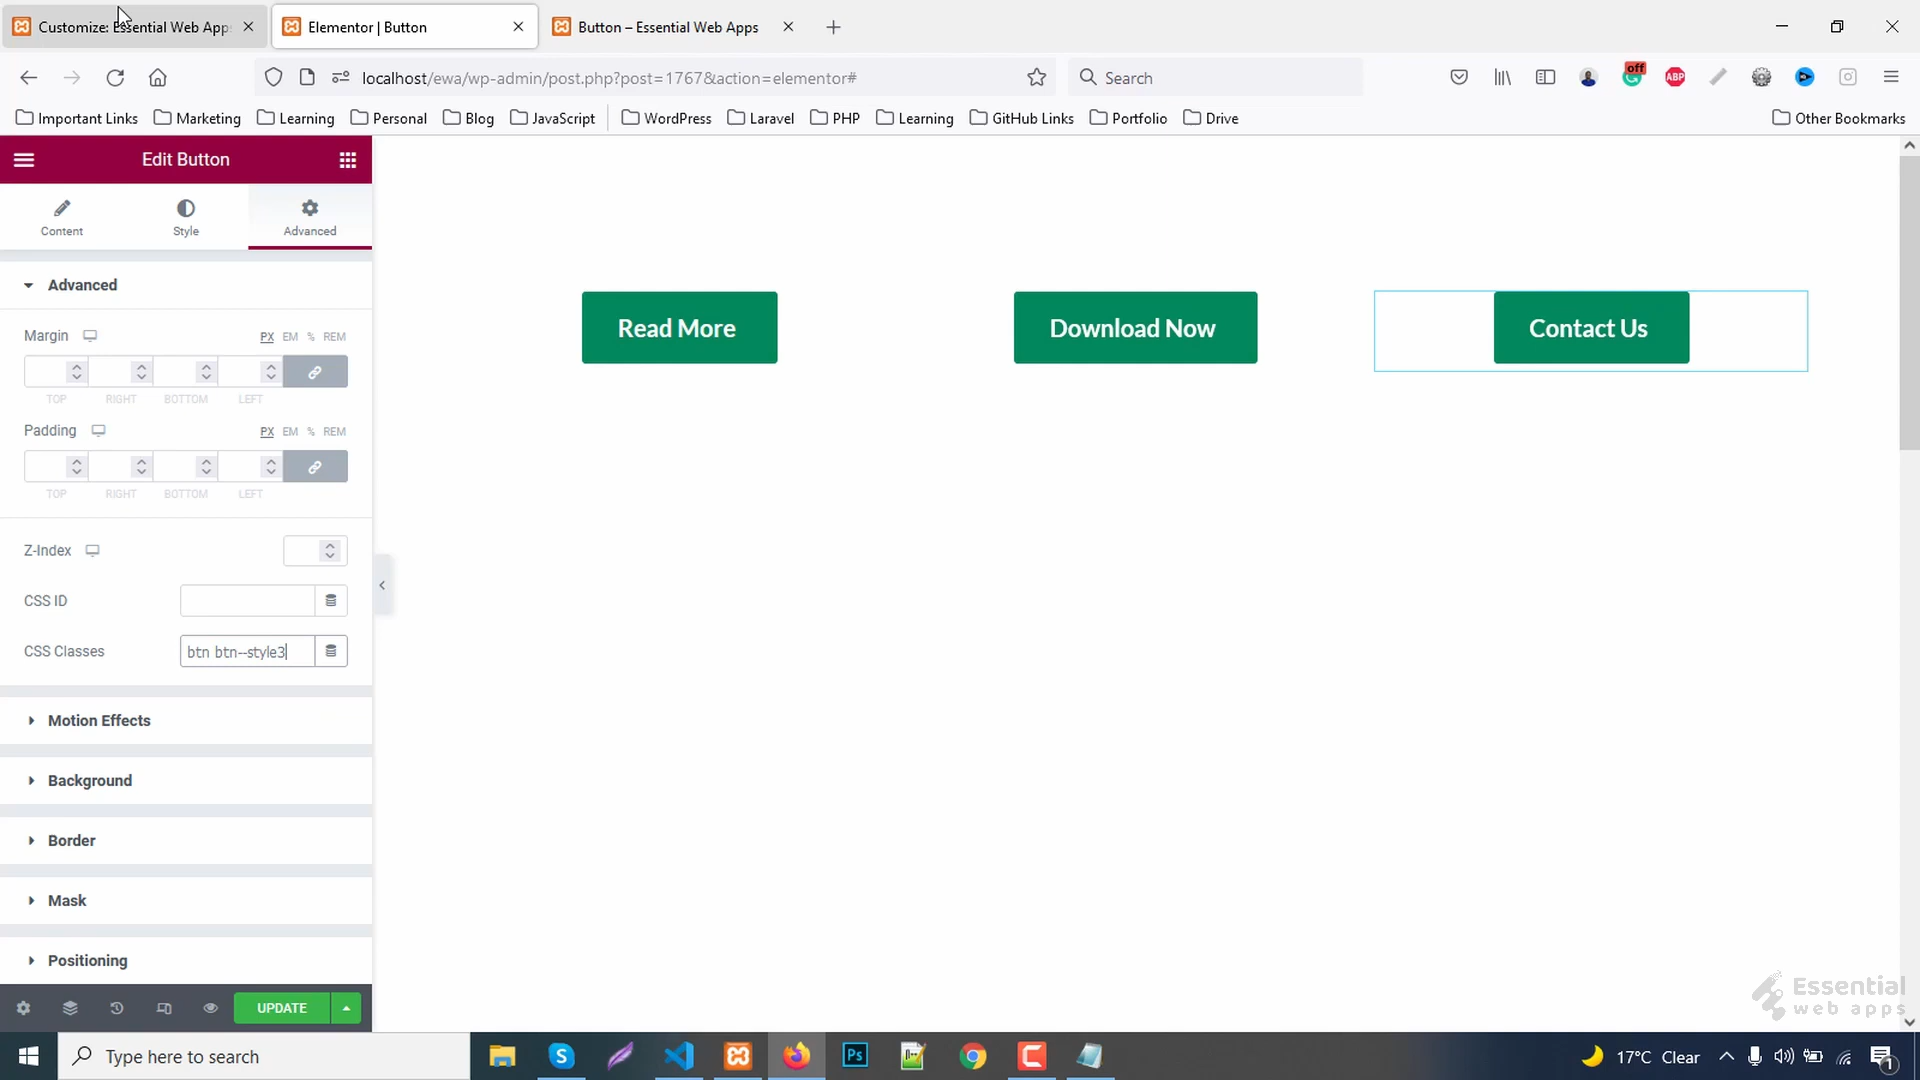 Customize: Essential Web Apps
Elementor | Button
Button – Essential Web Apps
localhost/ewa/wp-admin/post.php?post=1767&action=elementor#
Search
off
ABP
Important Links
Marketing
Learning
Personal
Blog
JavaScript
WordPress
Laravel
PHP
Learning
GitHub Links
Portfolio
Drive
Other Bookmarks
Edit Button
Content
Style
Advanced
Advanced
Margin
PX EM % REM
TOP RIGHT BOTTOM LEFT
Padding
PX EM % REM
TOP RIGHT BOTTOM LEFT
Z-Index
CSS ID
CSS Classes
btn btn--style3
Motion Effects
Background
Border
Mask
Positioning
UPDATE
Read More
Download Now
Contact Us
Essential
web apps
Type here to search
Ps
17°C Clear
1